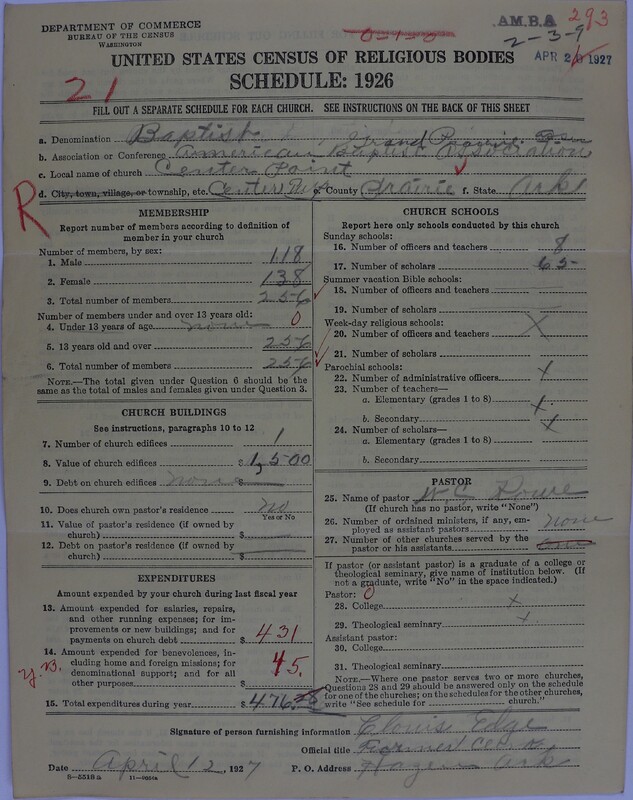 DEPARTMENT OF COMMERCE
BUREAU OF THE CENSUS
WASHINGTON
A.M.B.A 293
2-3-9
APR 2 1927
UNITED STATES CENSUS OF RELIGIOUS BODIES
SCHEDULE: 1926
21
FILL OUT A SEPARATE SCHEDULE FOR EACH CHURCH. SEE INSTRUCTIONS ON THE BACK OF THIS SHEET
a. Denomination Baptist
Grand Prairie
b. Association or Conference American Baptist Association
c. Local name of church Center Point
d. City, town, village, or township, etc. Center e. County Prairie f. State Ark
R
MEMBERSHIP
Report number of members according to definition of
member in your church
Number of members, by sex:
1. Male 118
2. Female 138
3. Total number of members 256
Number of members under and over 13 years old:
4. Under 13 years of age none 0
5. 13 years old and over 256
6. Total number of members 256
NOTE.—The total given under Question 6 should be
the same as the total of males and females given under Question 3.
CHURCH BUILDINGS
See instructions, paragraphs 10 to 12
7. Number of church edifices 1
8. Value of church edifices $1,500
9. Debt on church edifices none $
10. Does church own pastor's residence No
Yes or No
11. Value of pastor's residence (if owned by
church) $
12. Debt on pastor's residence (if owned by
church) $
EXPENDITURES
Amount expended by your church during last fiscal year
13. Amount expended for salaries, repairs,
and other running expenses; for im-
provements or new buildings; and for
payments on church debt $ 431
14. Amount expended for benevolences, in-
cluding home and foreign missions; for
denominational support; and for all
other purposes $ 45.
Y.B.
15. Total expenditures during year $476.25
CHURCH SCHOOLS
Report here only schools conducted by this church
Sunday schools:
16. Number of officers and teachers 8
17. Number of scholars 65
Summer vacation Bible schools:
18. Number of officers and teachers
19. Number of scholars
Week-day religious schools:
20. Number of officers and teachers X
21. Number of scholars
Parochial schools:
22. Number of administrative officers X
23. Number of teachers—
a. Elementary (grades 1 to 8) X
b. Secondary X
24. Number of scholars—
a. Elementary (grades 1 to 8)
b. Secondary
PASTOR
25. Name of pastor W C Rowe
(If church has no pastor, write "None")
26. Number of ordained ministers, if any, em-
ployed as assistant pastors none
27. Number of other churches served by the
pastor or his assistants
If pastor (or assistant pastor) is a graduate of a college or
theological seminary, give name of institution below. (If
not a graduate, write "No" in the space indicated.)
Pastor: 0
28. College x
29. Theological seminary x
Assistant pastor:
30. College
31. Theological seminary
NOTE.—Where one pastor serves two or more churches,
Questions 28 and 29 should be answered only on the schedule
for one of the churches; on the schedules for the other churches,
write "See schedule for church."
Signature of person furnishing information Clonis Edge
Official title Former Clerk
Date April 12, 1927 P. O. Address Hazen Ark
8-5518a 11-9086a